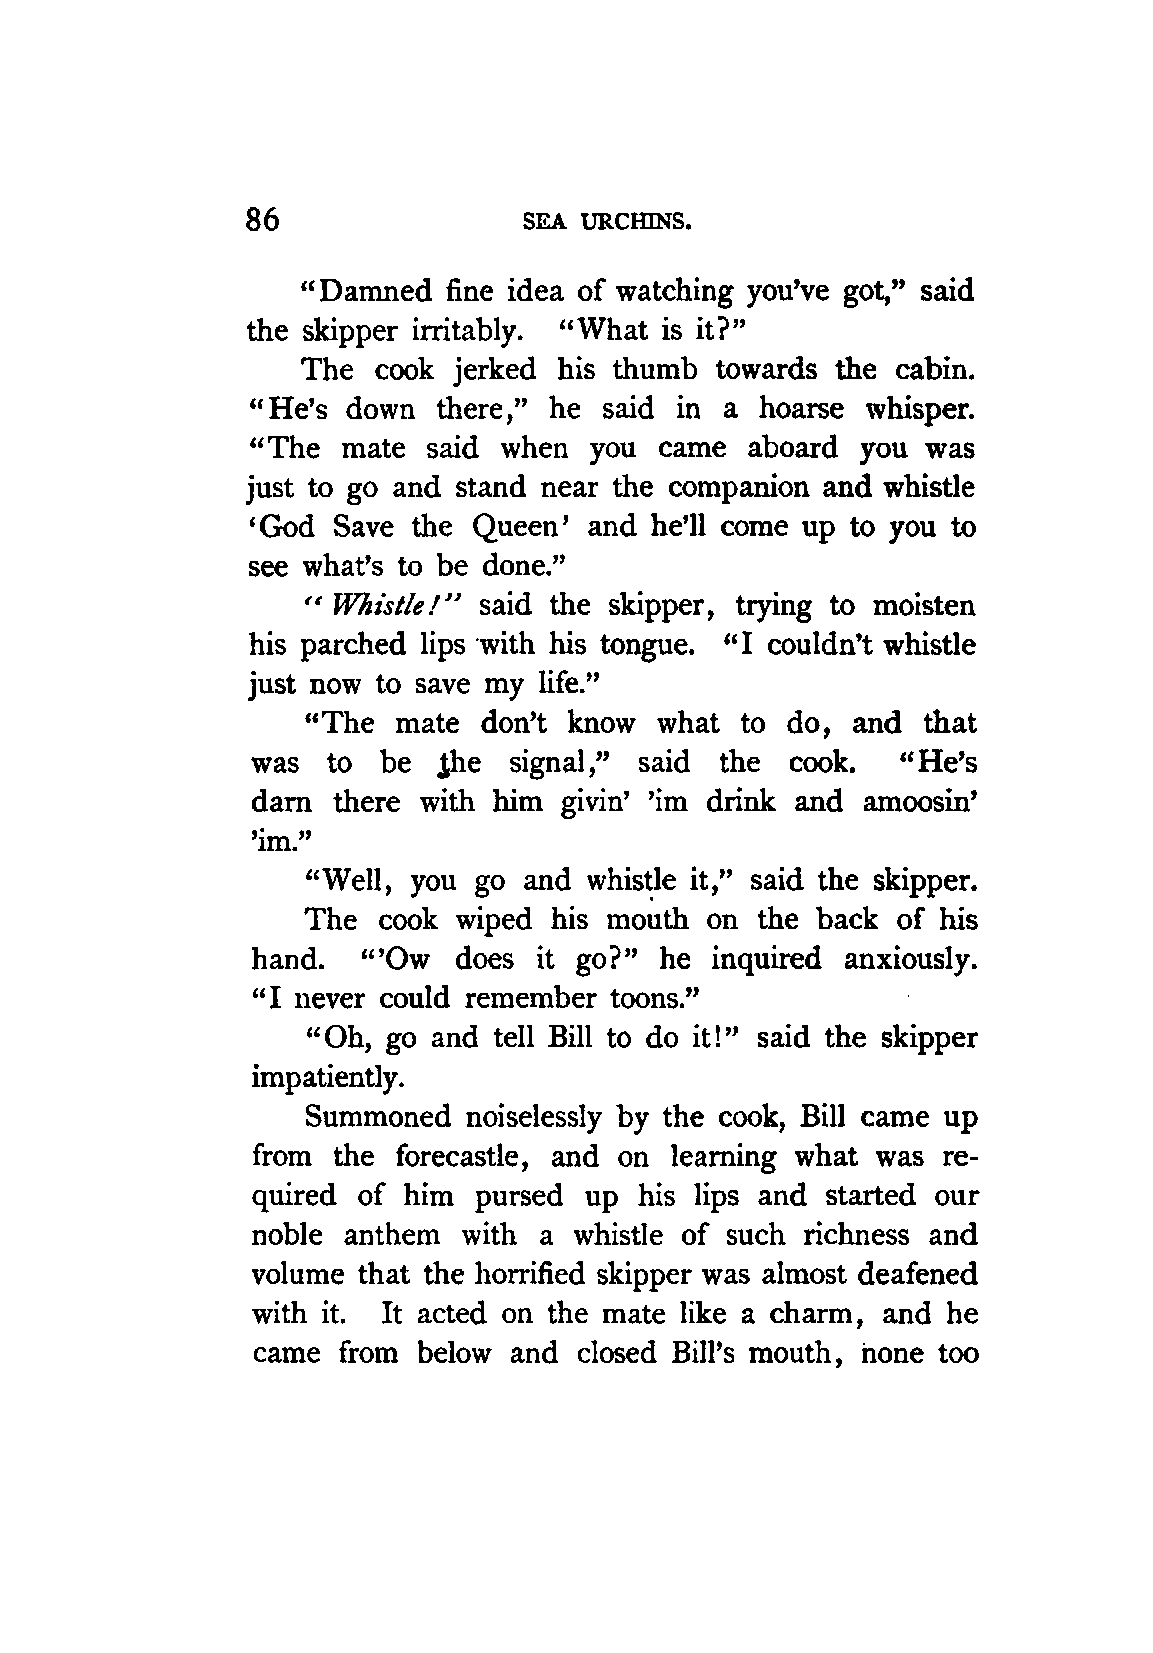 86 SEA URCHINS.
“Damned fine idea of watching you’ve got,” said
the skipper irritably. “What is it?”
The cook jerked his thumb towards the cabin.
“He’s down there,” he said in a hoarse whisper.
“The mate said when you came aboard you was
just to go and stand near the companion and whistle
‘God Save the Queen’ and he’ll come up to you to
see what’s to be done.”
“Whistle!” said the skipper, trying to moisten
his parched lips with his tongue. “I couldn’t whistle
just now to save my life.”
“The mate don’t know what to do, and that
was to be the signal,” said the cook. “He’s
darn there with him givin’ ’im drink and amoosin’
’im.”
“Well, you go and whistle it,” said the skipper.
The cook wiped his mouth on the back of his
hand. “’Ow does it go?” he inquired anxiously.
“I never could remember toons.”
“Oh, go and tell Bill to do it!” said the skipper
impatiently.
Summoned noiselessly by the cook, Bill came up
from the forecastle, and on learning what was re-
quired of him pursed up his lips and started our
noble anthem with a whistle of such richness and
volume that the horrified skipper was almost deafened
with it. It acted on the mate like a charm, and he
came from below and closed Bill’s mouth, none too